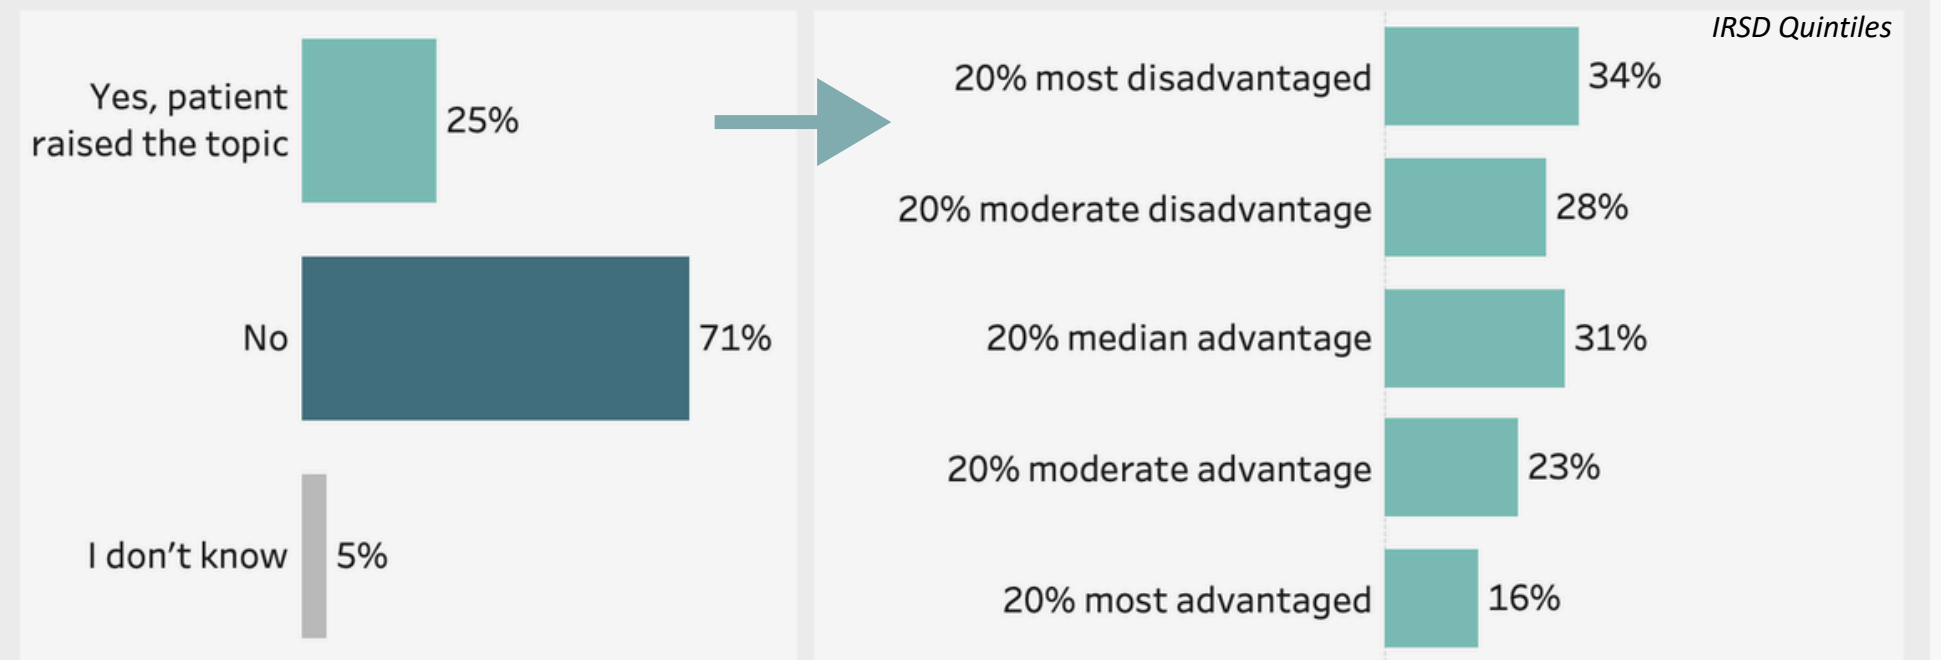 Yes, patient
raised the topic
25%
No
71%
I don’t know
5%
IRSD Quintiles
20% most disadvantaged
34%
20% moderate disadvantage
28%
20% median advantage
31%
20% moderate advantage
23%
20% most advantaged
16%